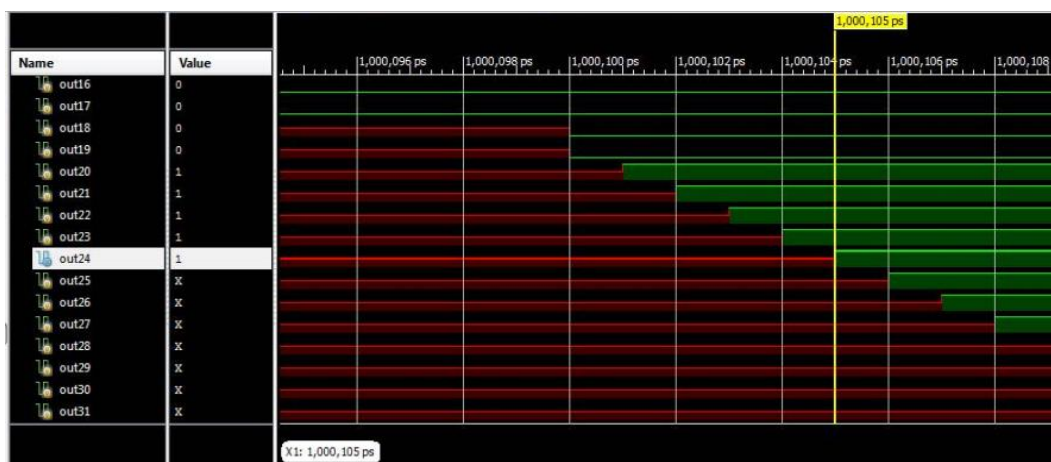 1,000,105 ps
Name Value
1,000,096 ps 1,000,098 ps 1,000,100 ps 1,000,102 ps 1,000,104 ps 1,000,106 ps 1,000,108
out16 0
out17 0
out18 0
out19 0
out20 1
out21 1
out22 1
out23 1
out24 1
out25 X
out26 X
out27 X
out28 X
out29 X
out30 X
out31 X
X1: 1,000,105 ps